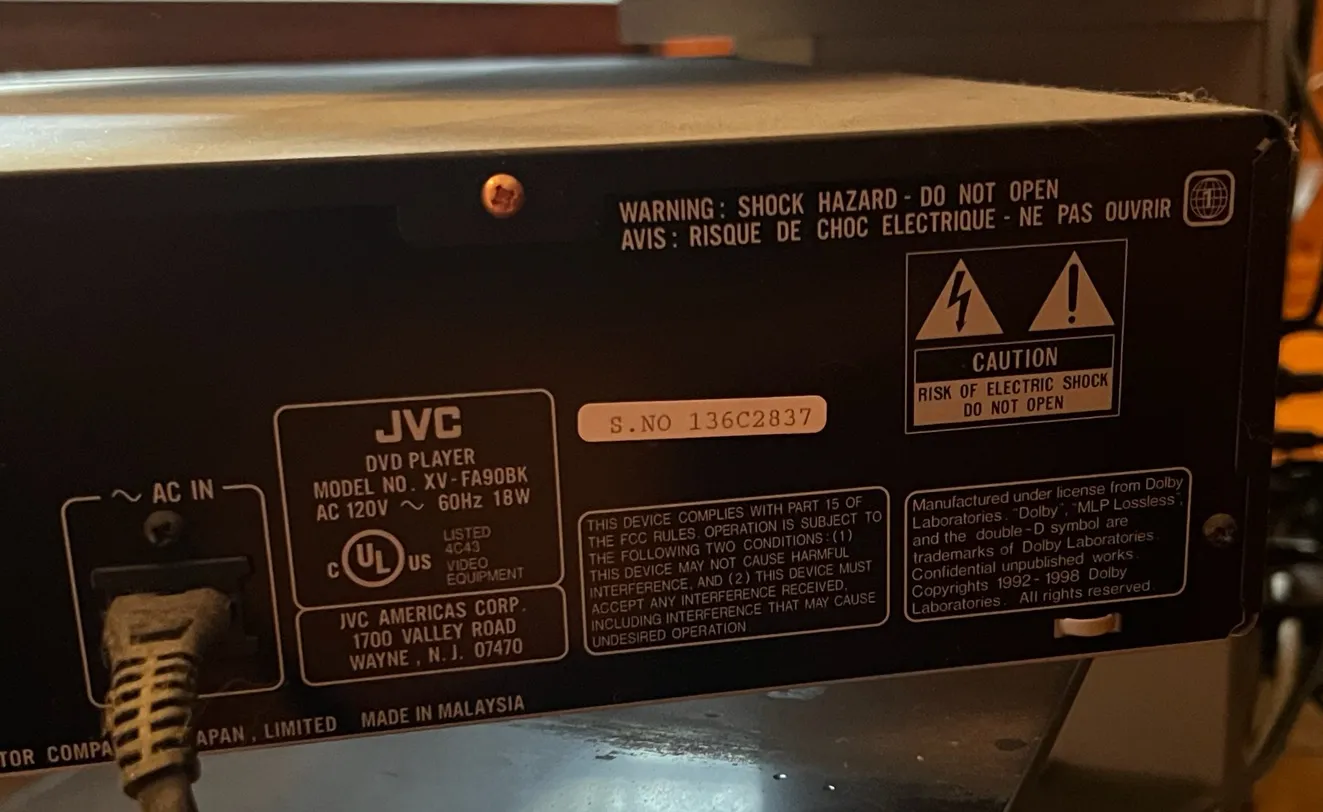 WARNING: SHOCK HAZARD - DO NOT OPEN
AVIS: RISQUE DE CHOC ELECTRIQUE - NE PAS OUVRIR
1
CAUTION
RISK OF ELECTRIC SHOCK
DO NOT OPEN
S.NO 136C2837
JVC
DVD PLAYER
MODEL NO. XV-FA90BK
AC 120V ~ 60Hz 18W
C UL US
LISTED
4C43
VIDEO
EQUIPMENT
JVC AMERICAS CORP.
1700 VALLEY ROAD
WAYNE, N.J. 07470
~ AC IN
THIS DEVICE COMPLIES WITH PART 15 OF
THE FCC RULES. OPERATION IS SUBJECT TO
THE FOLLOWING TWO CONDITIONS: (1)
THIS DEVICE MAY NOT CAUSE HARMFUL
INTERFERENCE, AND (2) THIS DEVICE MUST
ACCEPT ANY INTERFERENCE RECEIVED,
INCLUDING INTERFERENCE THAT MAY CAUSE
UNDESIRED OPERATION
Manufactured under license from Dolby
Laboratories. "Dolby", "MLP Lossless",
and the double-D symbol are
trademarks of Dolby Laboratories.
Confidential unpublished works.
Copyrights 1992-1998 Dolby
Laboratories. All rights reserved.
TOR COMPA APAN, LIMITED MADE IN MALAYSIA